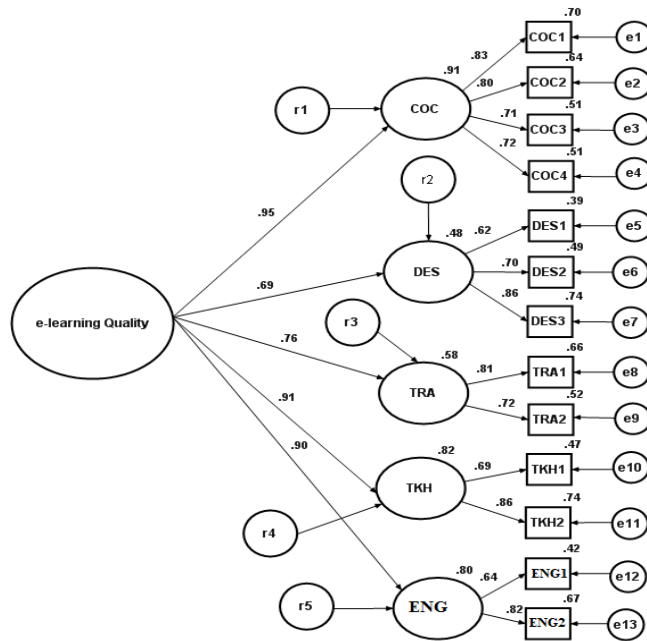 .70
COC1
e1
.83
.64
.91
.80
COC2
e2
r1
COC
.51
.71
COC3
e3
.72
.51
COC4
e4
r2
.39
.95
.48
.62
DES1
e5
.49
.70
DES
DES2
e6
.69
.86
.74
e-learning Quality
r3
DES3
e7
.76
.58
.66
.81
TRA1
e8
TRA
.52
.72
TRA2
e9
.91
.90
.82
.47
.69
TKH1
e10
TKH
.86
.74
r4
TKH2
e11
.80
.42
.64
ENG1
e12
r5
ENG
.67
.82
ENG2
e13